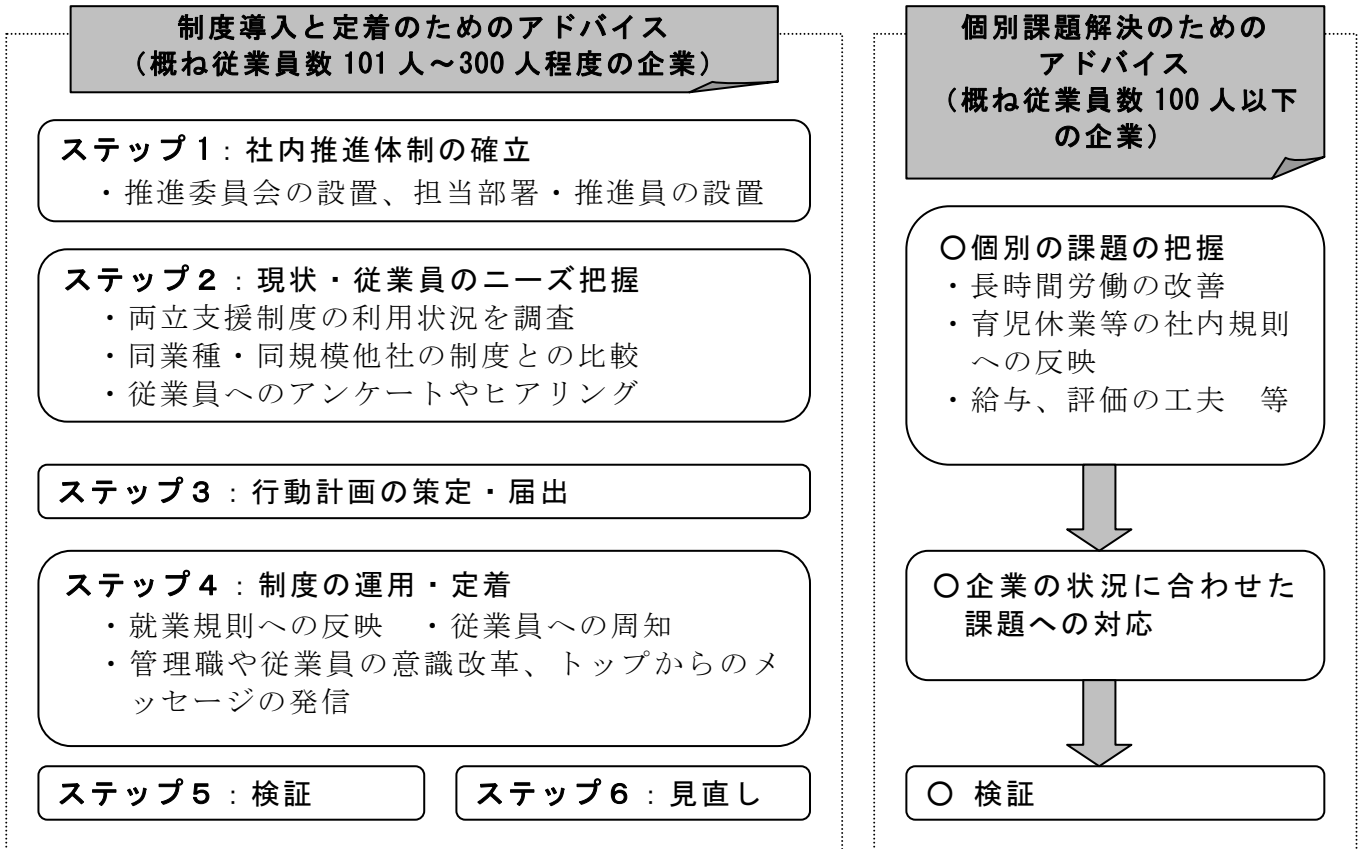 制度導入と定着のためのアドバイス
（概ね従業員数 101 人～300 人程度の企業）
ステップ１：社内推進体制の確立
・推進委員会の設置、担当部署・推進員の設置
ステップ２：現状・従業員のニーズ把握
・両立支援制度の利用状況を調査
・同業種・同規模他社の制度との比較
・従業員へのアンケートやヒアリング
ステップ３：行動計画の策定・届出
ステップ４：制度の運用・定着
・就業規則への反映　・従業員への周知
・管理職や従業員の意識改革、トップからのメ
ッセージの発信
ステップ５：検証
ステップ６：見直し
個別課題解決のための
アドバイス
（概ね従業員数 100 人以下
の企業）
○個別の課題の把握
・長時間労働の改善
・育児休業等の社内規則
への反映
・給与、評価の工夫　等
○企業の状況に合わせた
課題への対応
○ 検証